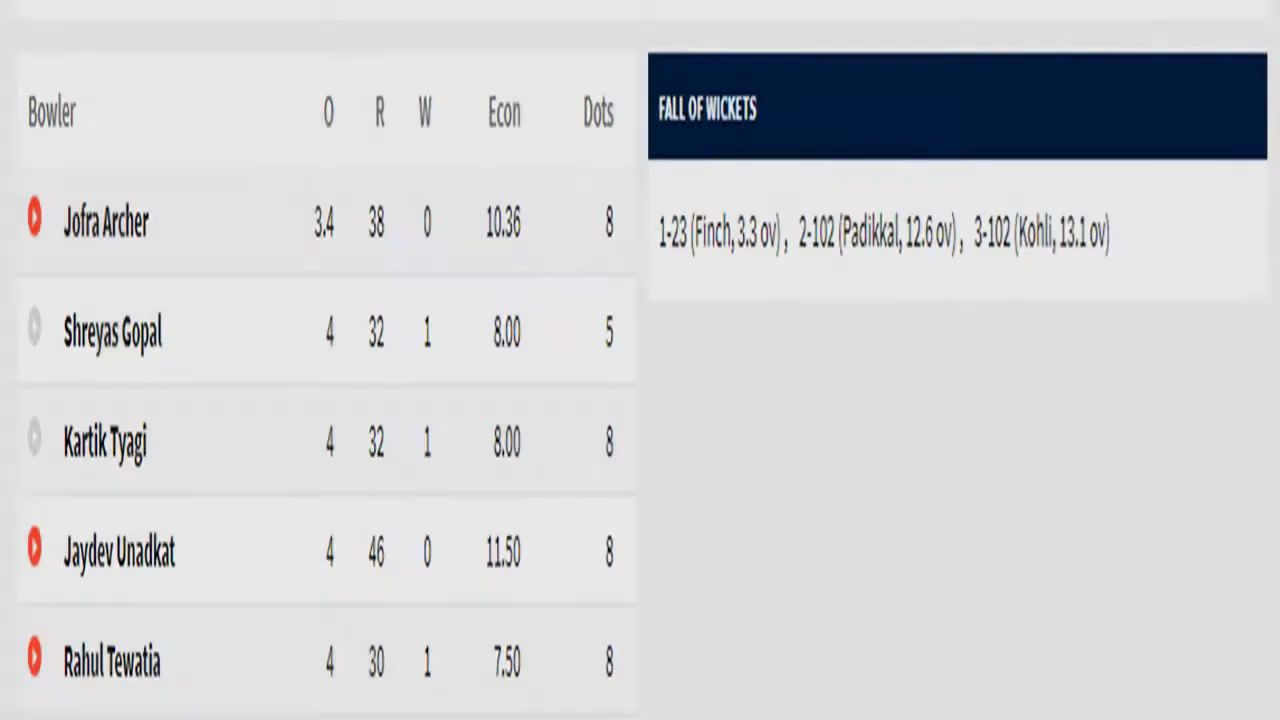 Bowler O R W Econ Dots
Jofra Archer 3.4 38 0 10.36 8
Shreyas Gopal 4 32 1 8.00 5
Kartik Tyagi 4 32 1 8.00 8
Jaydev Unadkat 4 46 0 11.50 8
Rahul Tewatia 4 30 1 7.50 8
FALL OF WICKETS
1-23 (Finch, 3.3 ov) , 2-102 (Padikkal, 12.6 ov) , 3-102 (Kohli, 13.1 ov)